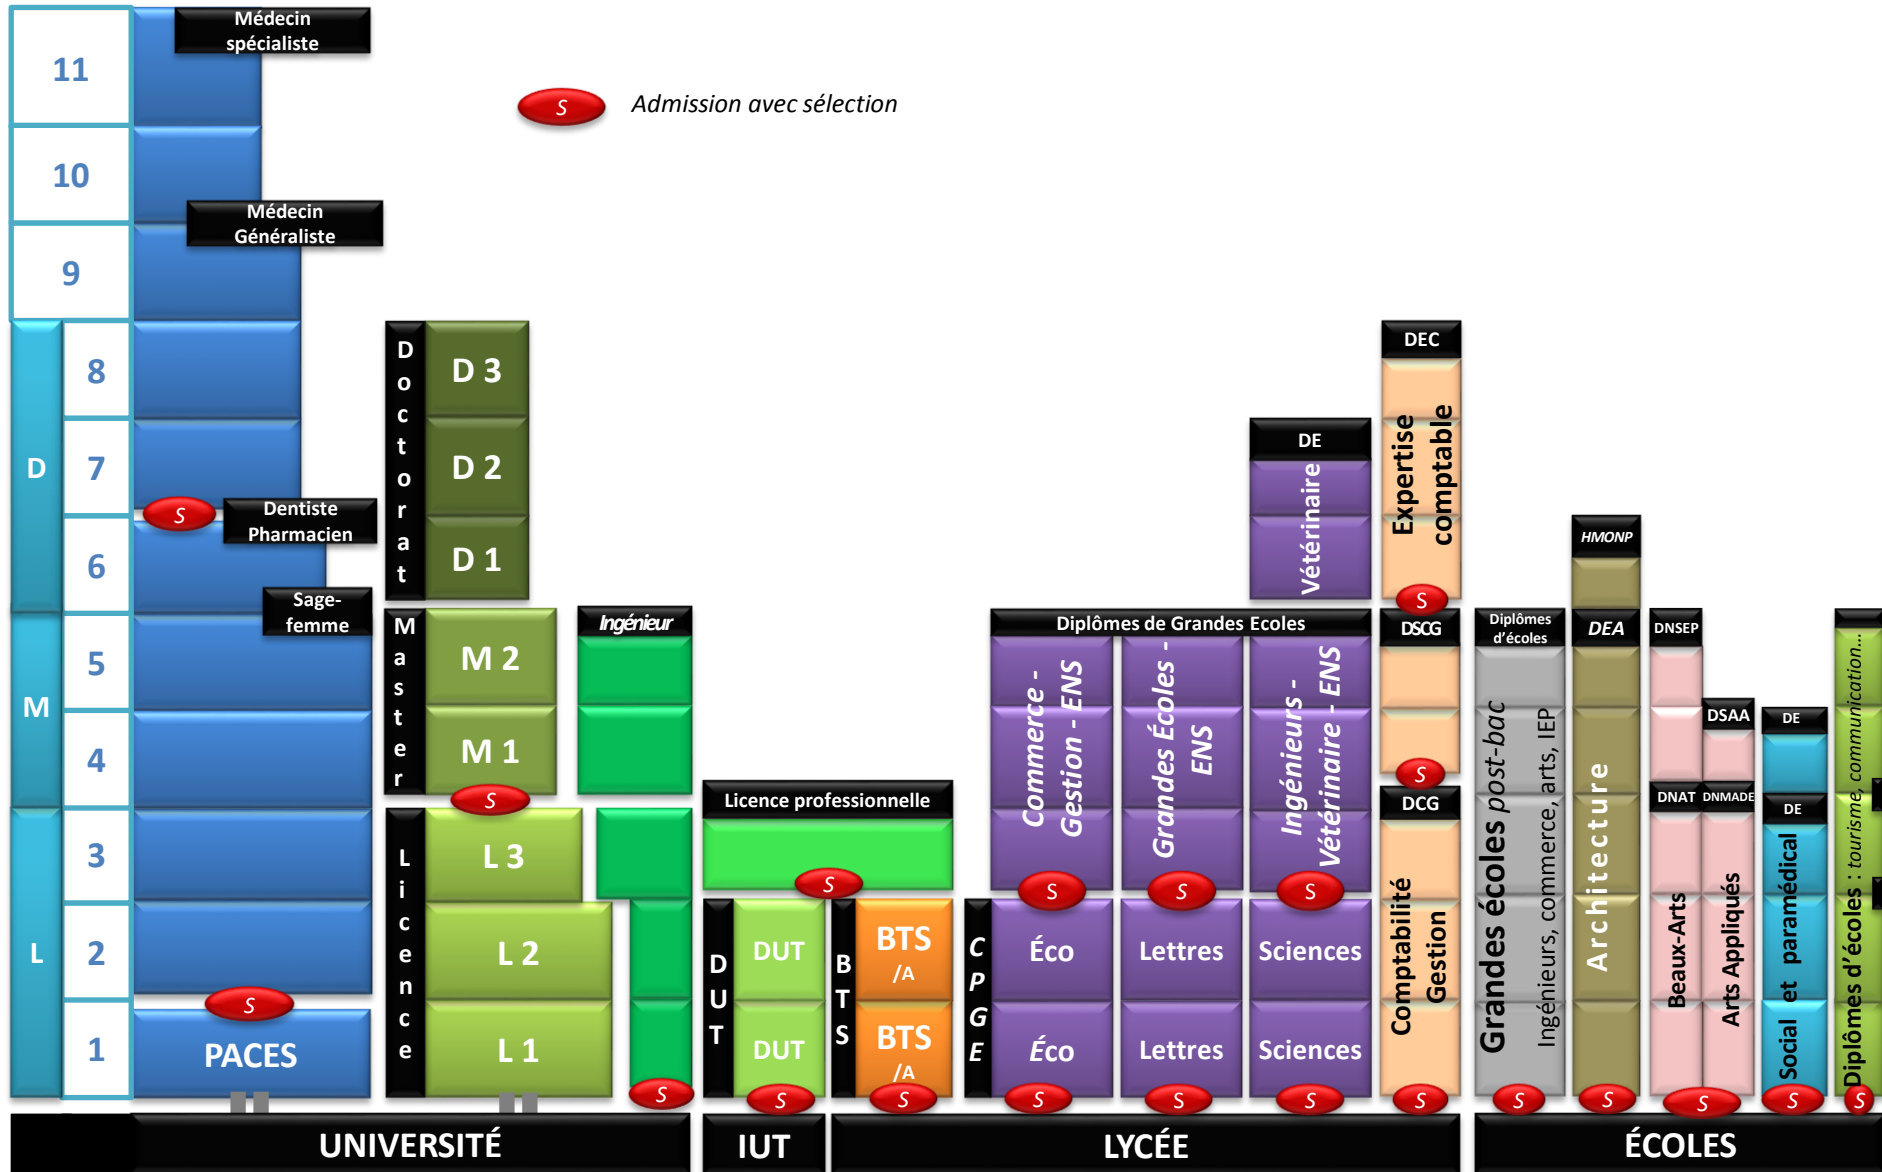 Médecin
spécialiste
S
Admission avec sélection
11
10
9
8
7
6
5
4
3
2
1
D
M
L
Médecin
Généraliste
S
Dentiste
Pharmacien
Sage-
femme
S
PACES
Doctorat
D 3
D 2
D 1
Master
M 2
M 1
S
Licence
L 3
L 2
L 1
Ingénieur
S
Licence professionnelle
S
DUT
DUT
DUT
S
BTS
BTS
/A
BTS
/A
S
Diplômes de Grandes Ecoles
Commerce -
Gestion - ENS
Grandes Écoles -
ENS
Ingénieurs -
Vétérinaire - ENS
DE
Vétérinaire
S
S
S
CPGE
Éco
Lettres
Sciences
Éco
Lettres
Sciences
S
S
S
DEC
Expertise
comptable
S
DSCG
S
DCG
Comptabilité
Gestion
S
Diplômes
d'écoles
Grandes écoles post-bac
Ingénieurs, commerce, arts, IEP
S
HMONP
DEA
Architecture
S
DNSEP
DSAA
DNAT
DNMADE
Beaux-Arts
Arts Appliqués
S
DE
DE
Social et paramédical
S
Diplômes d'écoles : tourisme, communication...
S
UNIVERSITÉ
IUT
LYCÉE
ÉCOLES